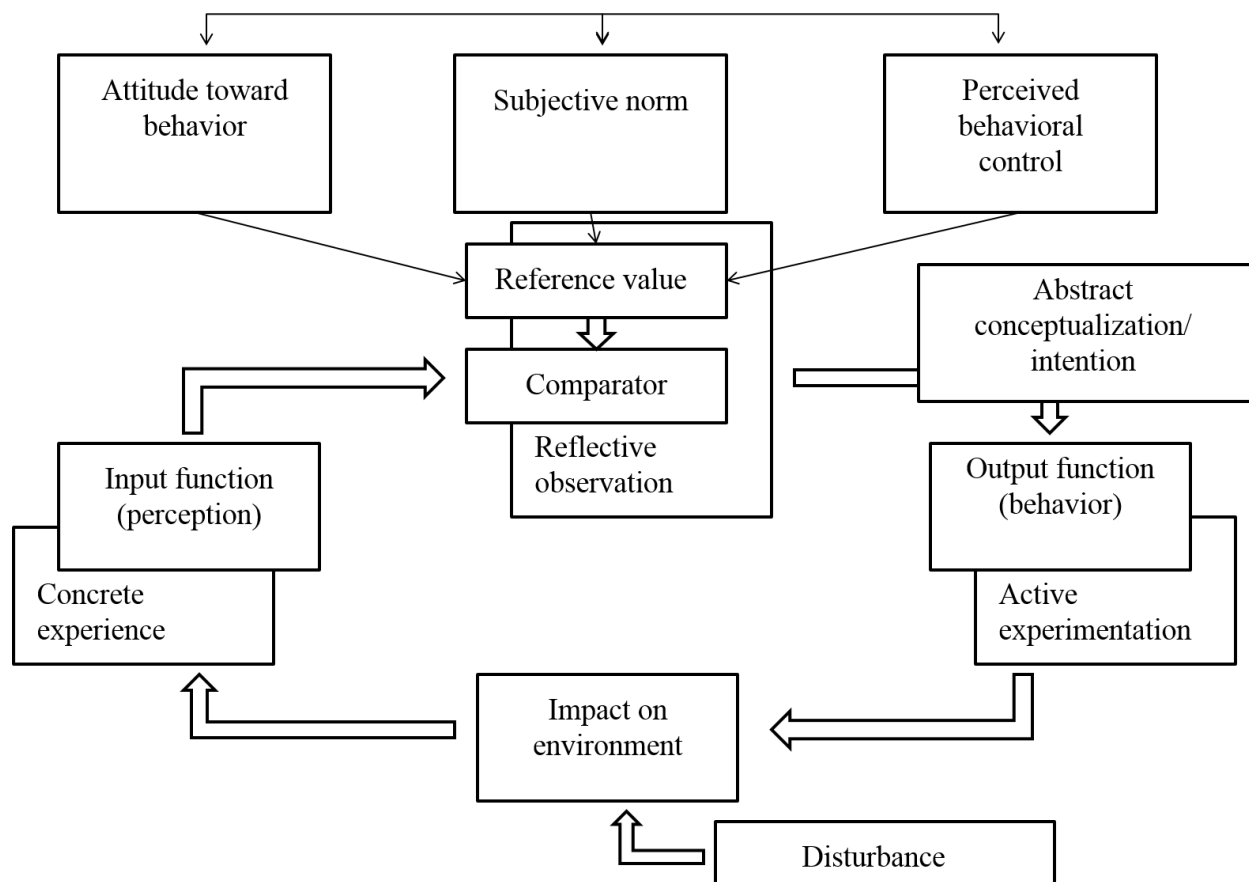 Attitude toward
behavior
Subjective norm
Perceived
behavioral
control
Reference value
Abstract
conceptualization/
intention
Comparator
Reflective
observation
Input function
(perception)
Output function
(behavior)
Concrete
experience
Active
experimentation
Impact on
environment
Disturbance